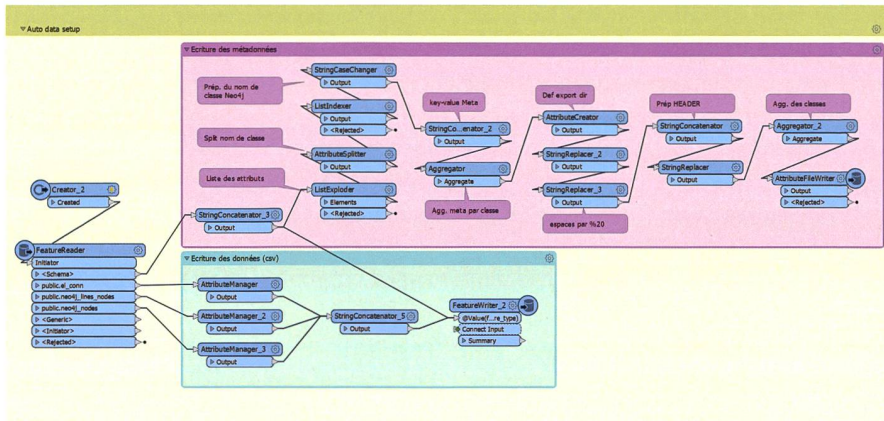 Auto data setup
Ecriture des métadonnées
Prép. du nom de
classe Neo4j
StringCaseChanger
Output
ListIndexer
Output
<Rejected>
Split nom de classe
AttributeSplitter
Output
Liste des attributs
ListExploder
Elements
<Rejected>
StringConcatenator_3
Output
key-value Meta
StringCo...enator_2
Output
Aggregator
Aggregate
Agg. meta par classe
Def export dir
AttributeCreator
Output
StringReplacer_2
Output
StringReplacer_3
Output
espaces par %20
Prép HEADER
StringConcatenator
Output
StringReplacer
Output
Agg. des classes
Aggregator_2
Aggregate
AttributeFileWriter
Output
<Rejected>
Creator_2
Created
FeatureReader
Initiator
<Schema>
public.el_conn
public.neo4j_lines_nodes
public.neo4j_nodes
<Generic>
<Initiator>
<Rejected>
Ecriture des données (csv)
AttributeManager
Output
AttributeManager_2
Output
AttributeManager_3
Output
StringConcatenator_5
Output
FeatureWriter_2
@Value(f...re_type)
Connect Input
Summary